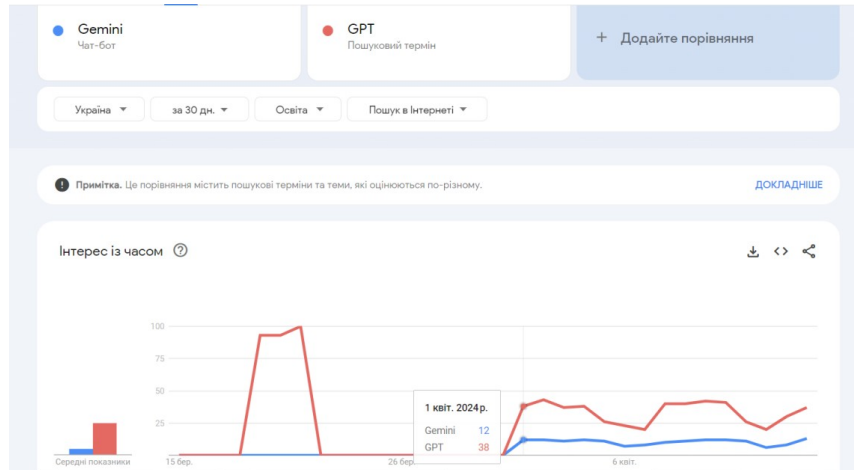 Gemini
Чат-бот
GPT
Пошуковий термін
+ Додайте порівняння
Україна
за 30 дн.
Освіта
Пошук в Інтернеті
Примітка. Це порівняння містить пошукові терміни та теми, які оцінюються по-різному.
ДОКЛАДНІШЕ
Інтерес із часом
100
75
50
25
1 квіт. 2024 р.
Gemini 12
GPT 38
Середні показники
15 бер.
26 бер
6 квіт.